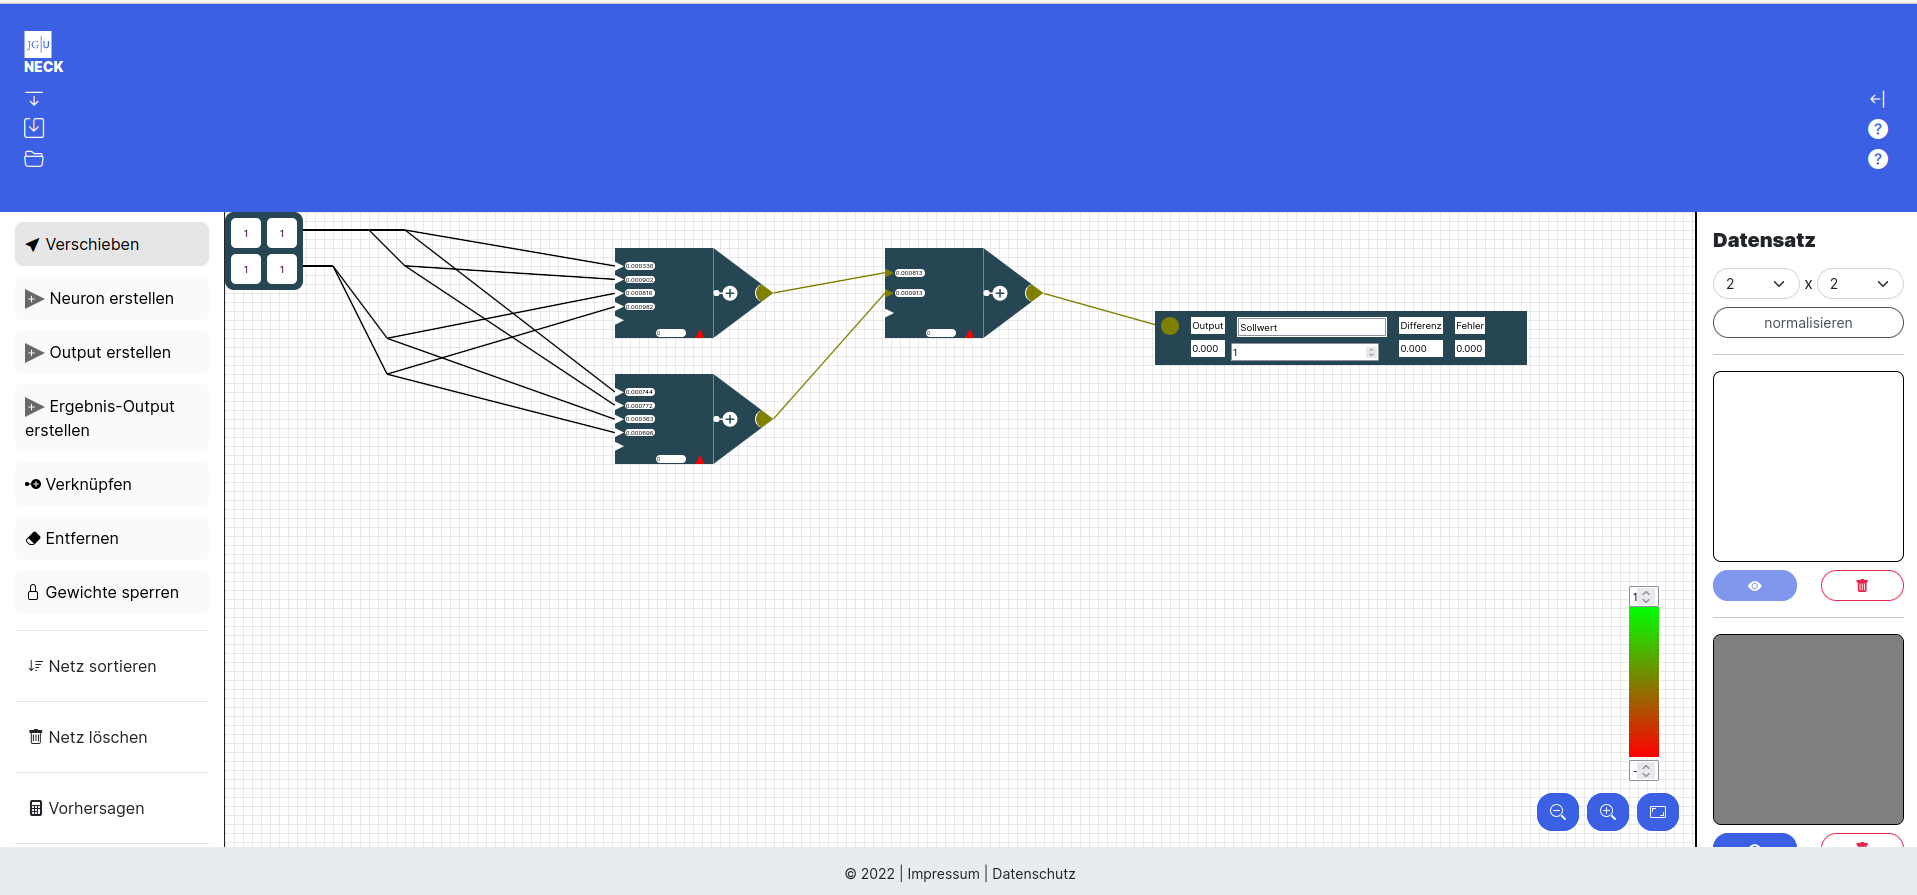 JG|U
NECK
Verschieben
Neuron erstellen
Output erstellen
Ergebnis-Output
erstellen
Verknüpfen
Entfernen
Gewichte sperren
Netz sortieren
Netz löschen
Vorhersagen
1 1
1 1
0.000336
0.000902
0.000816
0.000982
0
0.000744
0.000772
0.000363
0.000696
0
0.000813
0.000913
0
Output Sollwert Differenz Fehler
0.000 1 0.000 0.000
1
-
?
?
Datensatz
2 x 2
normalisieren
© 2022 | Impressum | Datenschutz